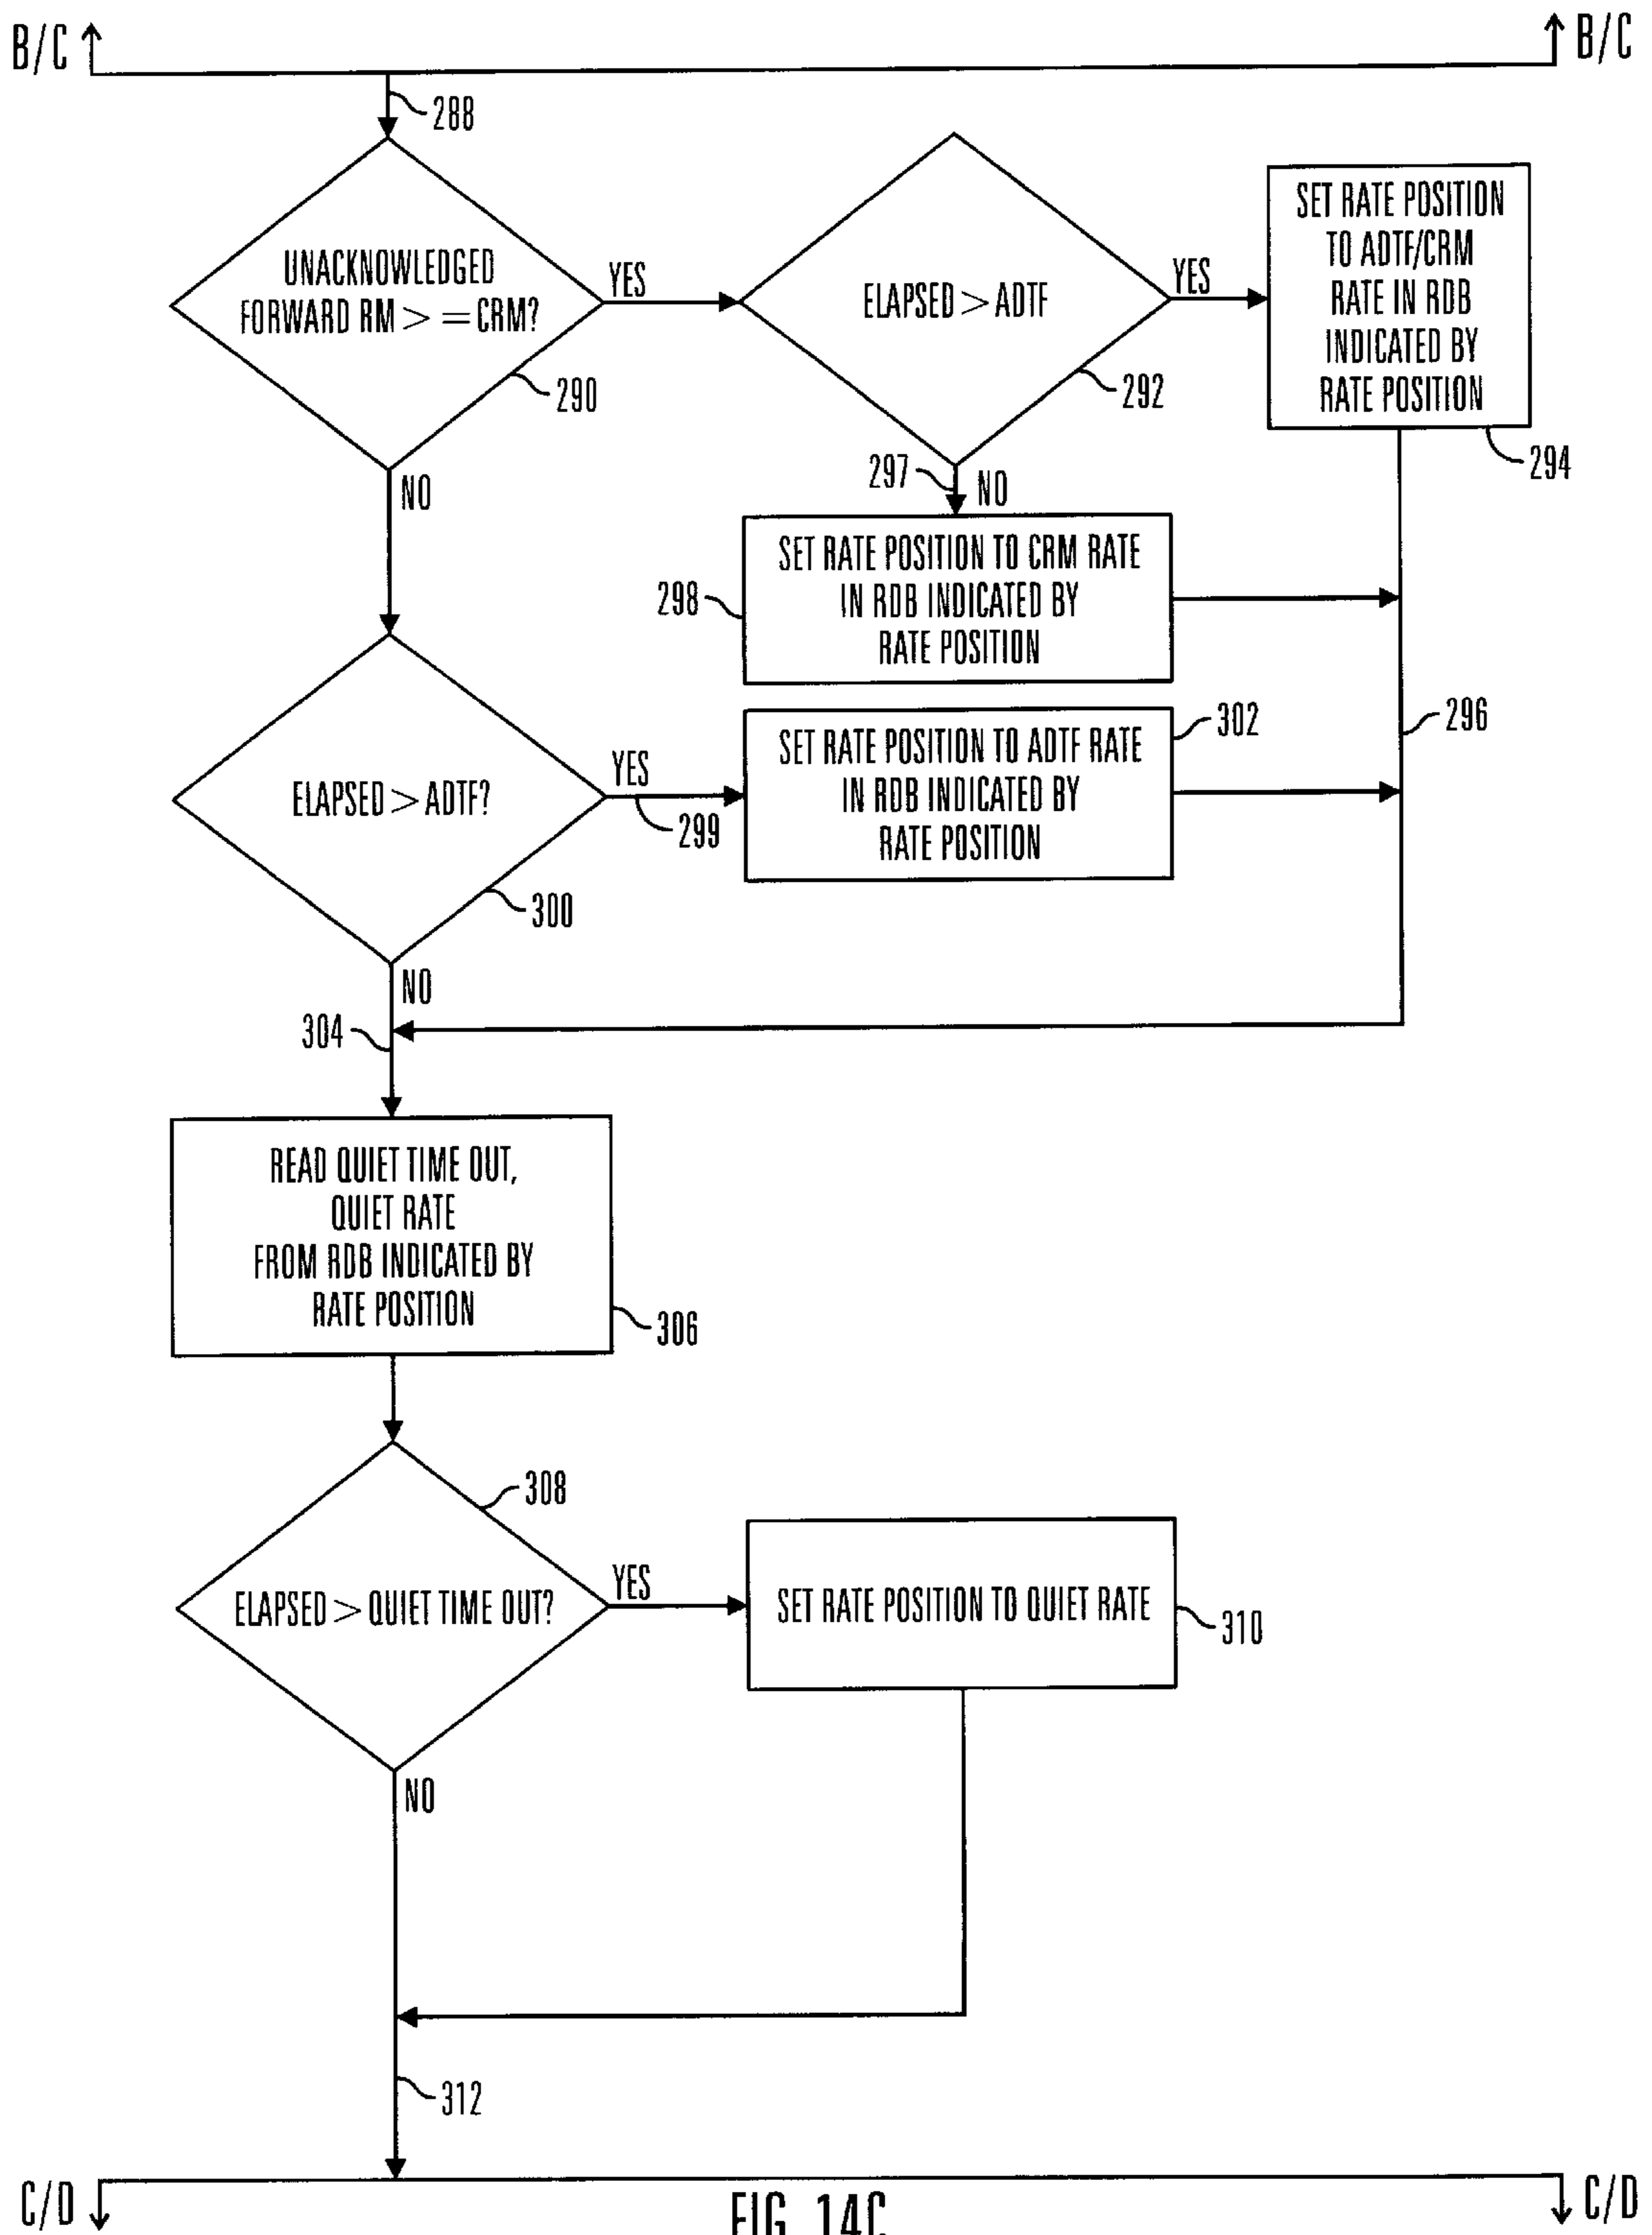 B/C
B/C
288
UNACKNOWLEDGED
FORWARD RM > = CRM?
YES
290
NO
ELAPSED > ADTF
YES
292
297
NO
SET RATE POSITION
TO ADTF/CRM
RATE IN RDB
INDICATED BY
RATE POSITION
294
SET RATE POSITION TO CRM RATE
IN RDB INDICATED BY
RATE POSITION
298
296
ELAPSED > ADTF?
YES
299
300
NO
SET RATE POSITION TO ADTF RATE
IN RDB INDICATED BY
RATE POSITION
302
304
READ QUIET TIME OUT,
QUIET RATE
FROM RDB INDICATED BY
RATE POSITION
306
308
ELAPSED > QUIET TIME OUT?
YES
NO
SET RATE POSITION TO QUIET RATE
310
312
C/D
C/D
FIG. 14C